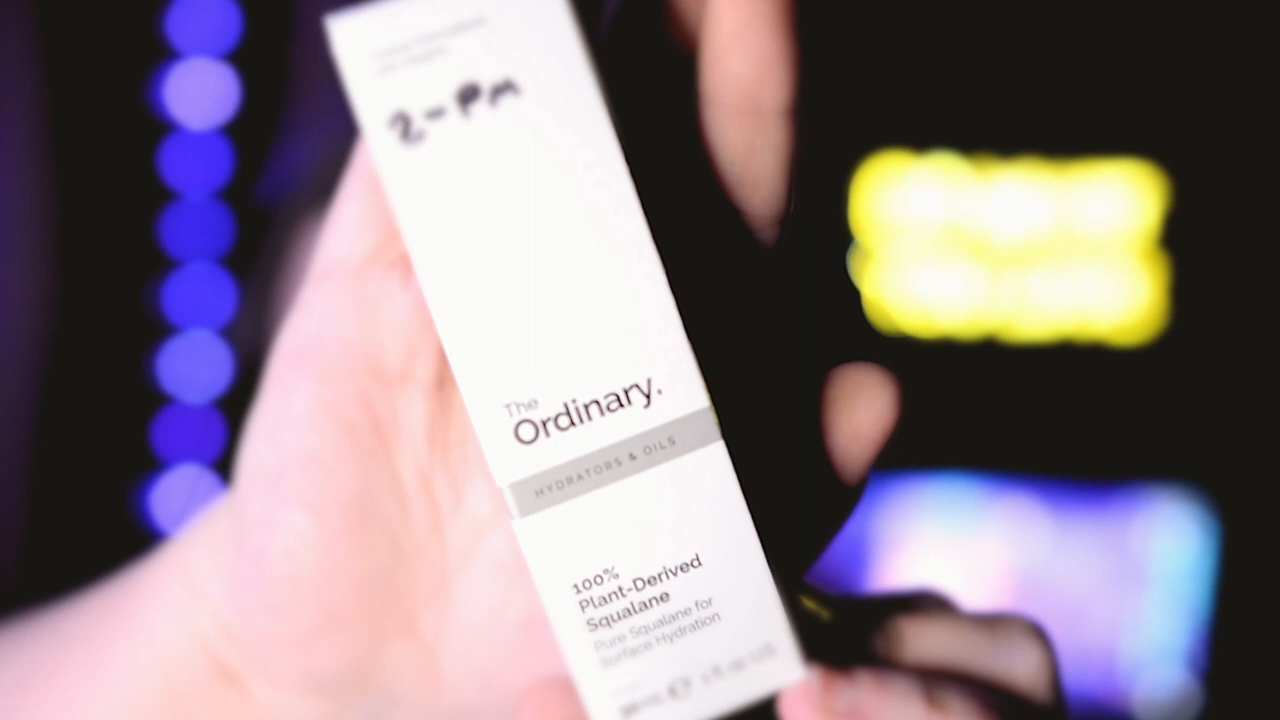 2-PM
The
Ordinary.
HYDRATORS & OILS
100%
Plant-Derived
Squalane
Pure Squalane for
Surface Hydration